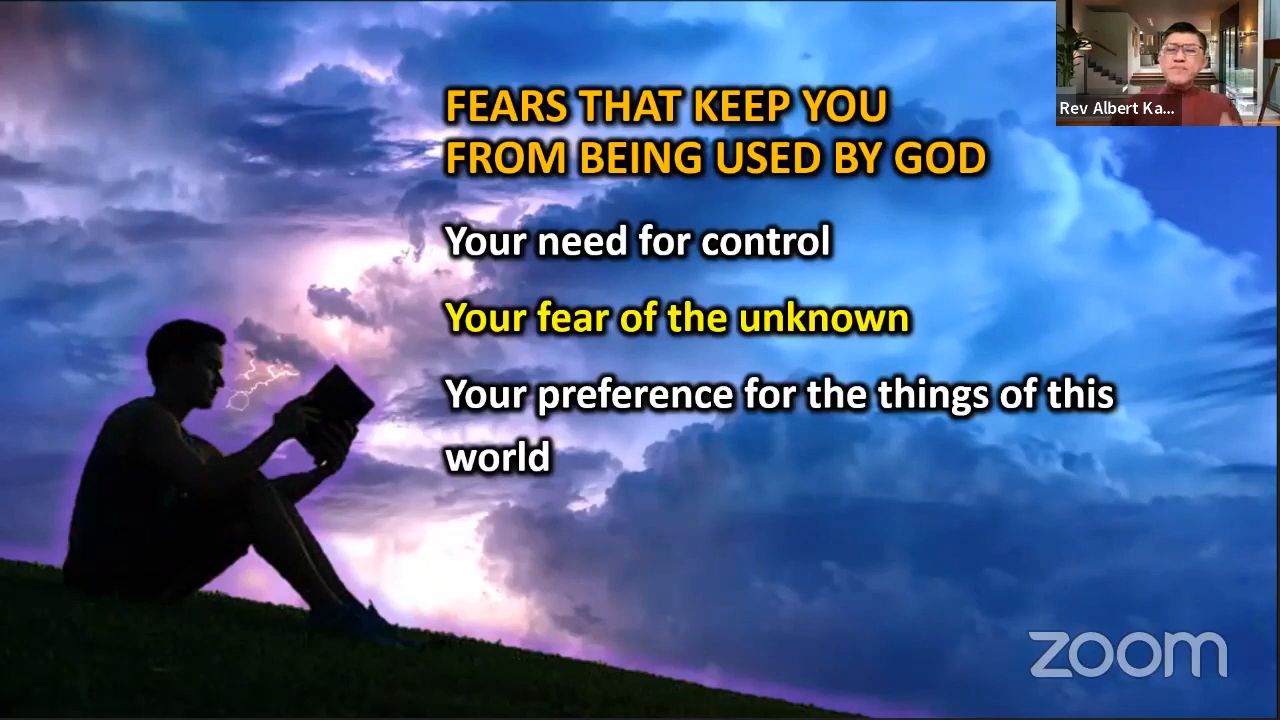 Rev Albert Ka...
FEARS THAT KEEP YOU
FROM BEING USED BY GOD
Your need for control
Your fear of the unknown
Your preference for the things of this
world
zoom